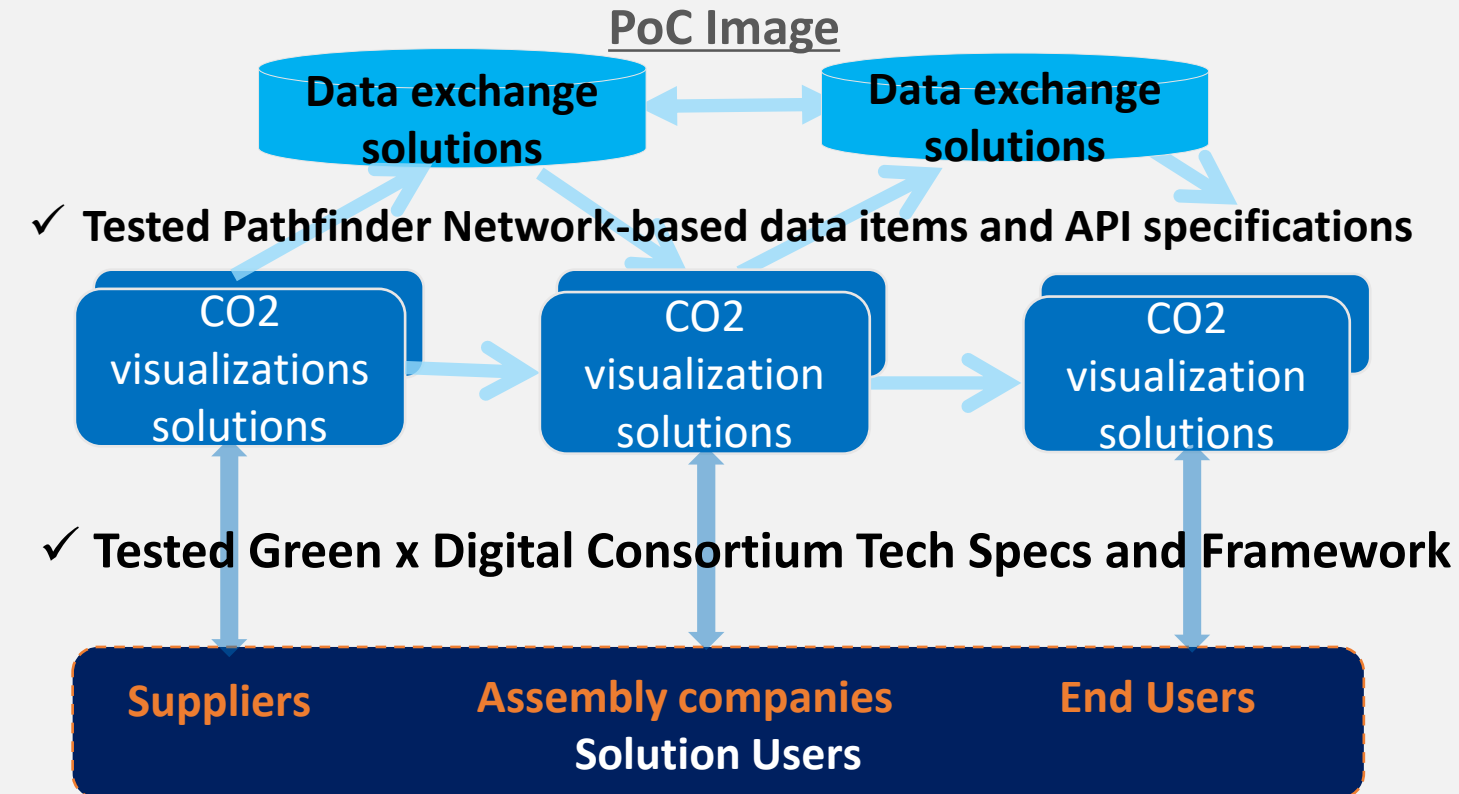 PoC Image
Data exchange
solutions
Data exchange
solutions
✓ Tested Pathfinder Network-based data items and API specifications
CO2
visualizations
solutions
CO2
visualization
solutions
CO2
visualization
solutions
✓ Tested Green x Digital Consortium Tech Specs and Framework
Suppliers
Assembly companies
End Users
Solution Users